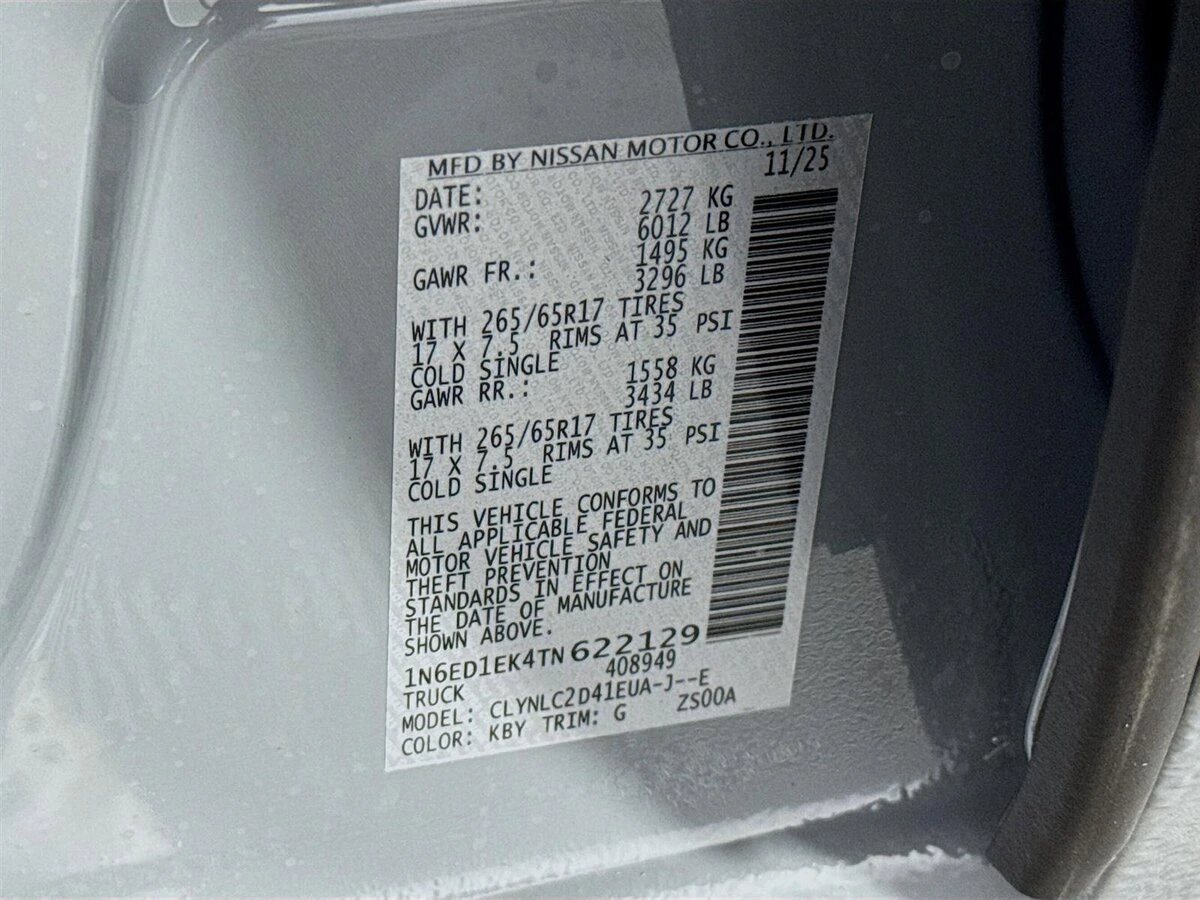 MFD BY NISSAN MOTOR CO., LTD.
DATE: 11/25
GVWR: 2727 KG
6012 LB
GAWR FR.: 1495 KG
3296 LB
WITH 265/65R17 TIRES
17 X 7.5 RIMS AT 35 PSI
COLD SINGLE
GAWR RR.: 1558 KG
3434 LB
WITH 265/65R17 TIRES
17 X 7.5 RIMS AT 35 PSI
COLD SINGLE
THIS VEHICLE CONFORMS TO
ALL APPLICABLE FEDERAL
MOTOR VEHICLE SAFETY AND
THEFT PREVENTION
STANDARDS IN EFFECT ON
THE DATE OF MANUFACTURE
SHOWN ABOVE.
1N6ED1EK4TN622129
TRUCK 408949
MODEL: CLYNLC2D41EUA-J--E
COLOR: KBY TRIM: G ZS00A